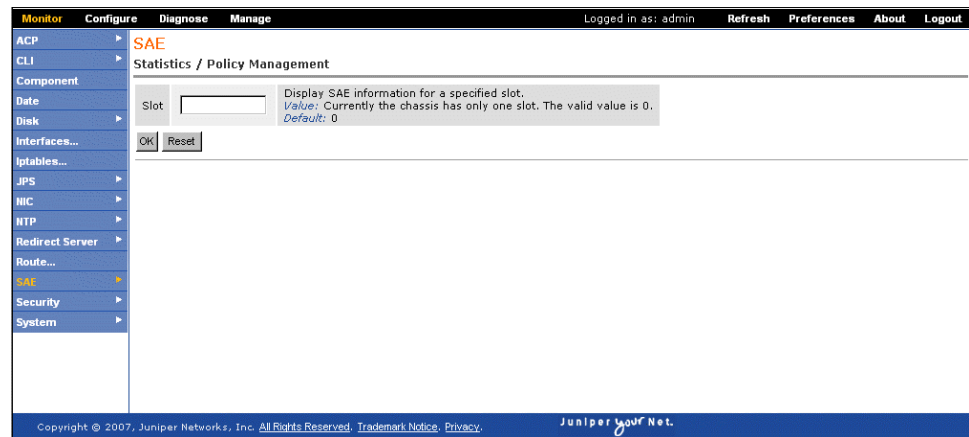 Monitor Configure Diagnose Manage Logged in as: admin Refresh Preferences About Logout
ACP
CLI
Component
Date
Disk
Interfaces...
Iptables...
JPS
NIC
NTP
Redirect Server
Route...
SAE
Security
System
SAE
Statistics / Policy Management
Slot
Display SAE information for a specified slot.
Value: Currently the chassis has only one slot. The valid value is 0.
Default: 0
OK Reset
Copyright © 2007, Juniper Networks, Inc. All Rights Reserved. Trademark Notice. Privacy.
Juniper your Net.